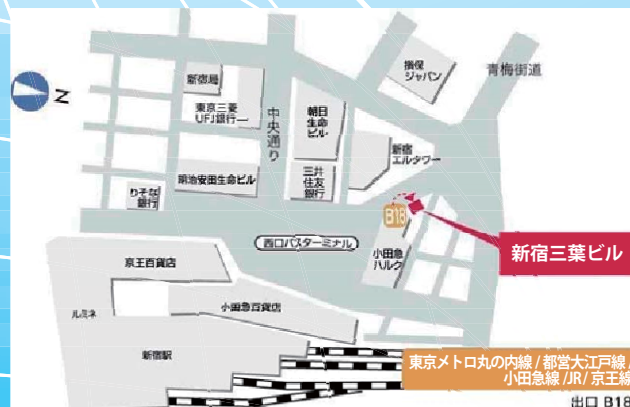 損保
ジャパン
青梅街道
新宿局
N
東京三菱
UFJ銀行
中央通り
朝日
生命
ビル
新宿
エルタワー
明治安田生命ビル
三井
住友
銀行
りそな
銀行
B18
西口バスターミナル
小田急
ハルク
新宿三葉ビル
京王百貨店
ルミネ
小田急百貨店
新宿駅
東京メトロ丸の内線 / 都営大江戸線 /
小田急線 /JR/ 京王線
出口 B18